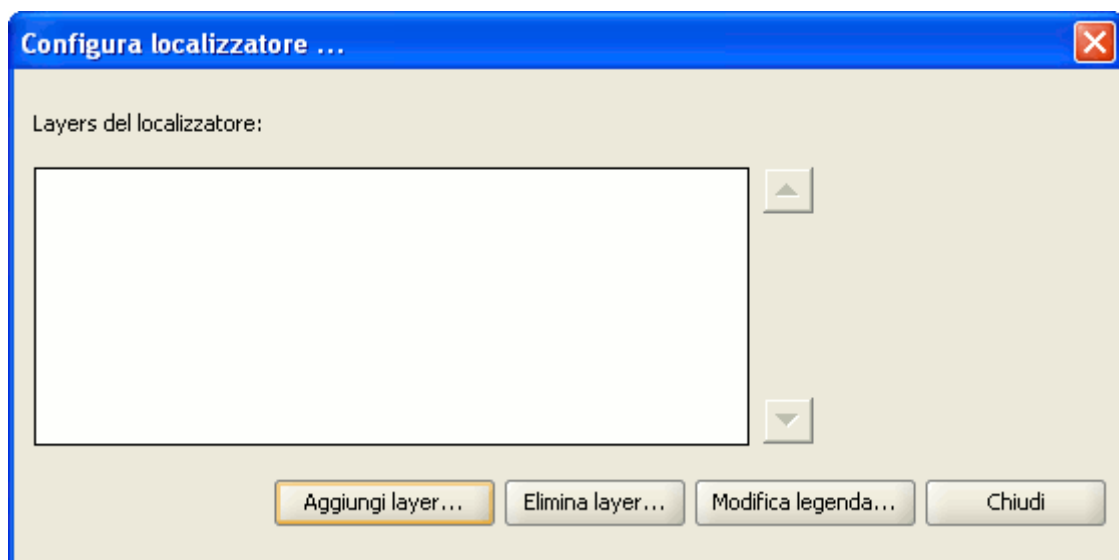 Configura localizzatore ...
Layers del localizzatore:
Aggiungi layer...
Elimina layer...
Modifica legenda...
Chiudi